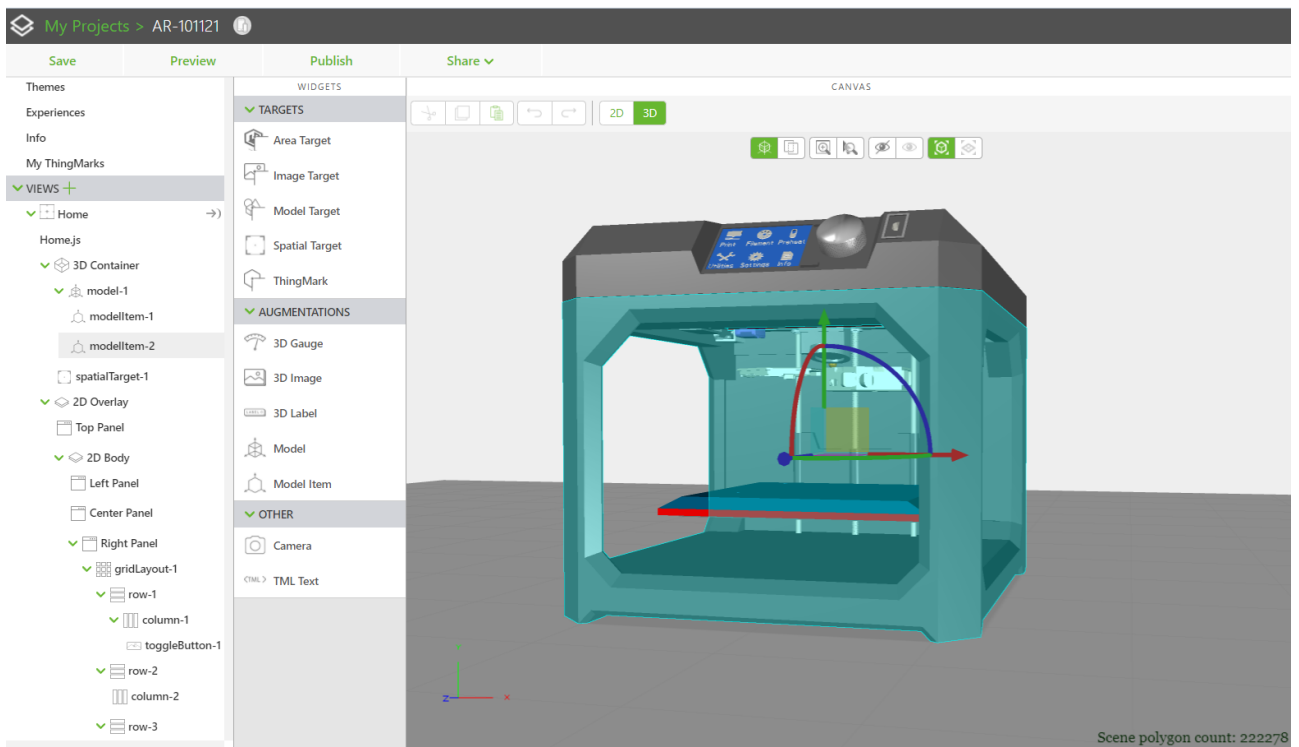 My Projects > AR-101121
Save Preview Publish Share
Themes
Experiences
Info
My ThingMarks
VIEWS
Home
Home.js
3D Container
model-1
modelItem-1
modelItem-2
spatialTarget-1
2D Overlay
Top Panel
2D Body
Left Panel
Center Panel
Right Panel
gridLayout-1
row-1
column-1
toggleButton-1
row-2
column-2
row-3
WIDGETS
TARGETS
Area Target
Image Target
Model Target
Spatial Target
ThingMark
AUGMENTATIONS
3D Gauge
3D Image
3D Label
Model
Model Item
OTHER
Camera
<TML> TML Text
CANVAS
2D 3D
Print Filament Preheat
Utilities Settings Info
Y
Z X
Scene polygon count: 222278